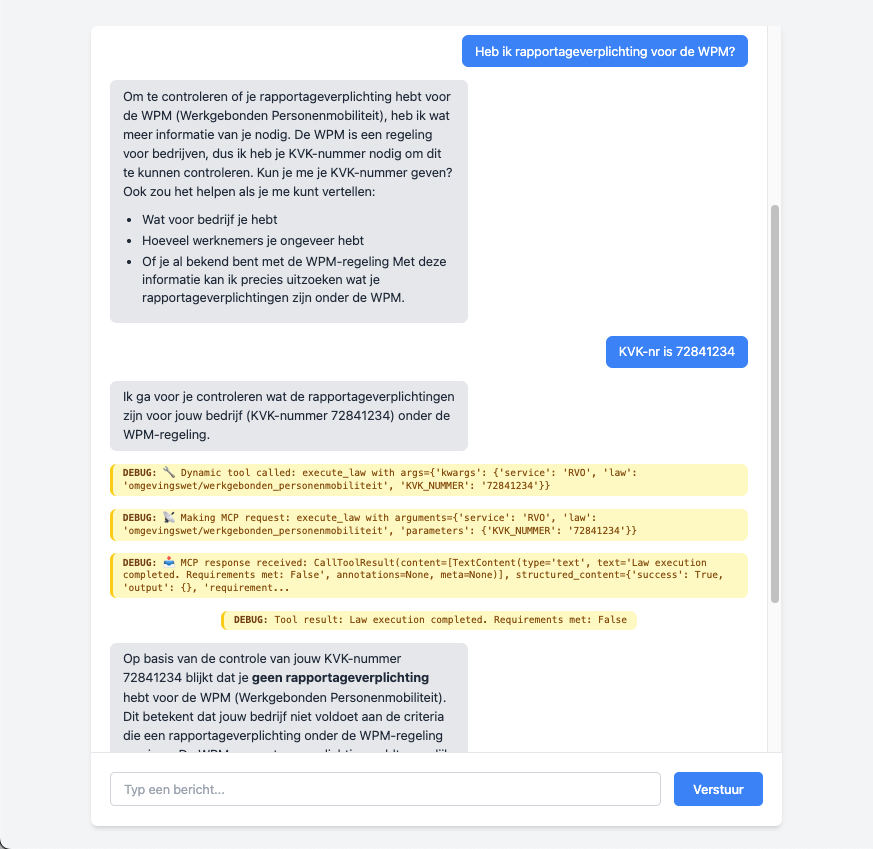 Heb ik rapportageverplichting voor de WPM?
Om te controleren of je rapportageverplichting hebt voor
de WPM (Werkgebonden Personenmobiliteit), heb ik wat
meer informatie van je nodig. De WPM is een regeling
voor bedrijven, dus ik heb je KVK-nummer nodig om dit
te kunnen controleren. Kun je me je KVK-nummer geven?
Ook zou het helpen als je me kunt vertellen:
• Wat voor bedrijf je hebt
• Hoeveel werknemers je ongeveer hebt
• Of je al bekend bent met de WPM-regeling Met deze
informatie kan ik precies uitzoeken wat je
rapportageverplichtingen zijn onder de WPM.
KVK-nr is 72841234
Ik ga voor je controleren wat de rapportageverplichtingen
zijn voor jouw bedrijf (KVK-nummer 72841234) onder de
WPM-regeling.
DEBUG: 🔧 Dynamic tool called: execute_law with args={'kwargs': {'service': 'RVO', 'law':
'omgevingswet/werkgebonden_personenmobiliteit', 'KVK_NUMMER': '72841234'}}
DEBUG: 📡 Making MCP request: execute_law with arguments={'service': 'RVO', 'law':
'omgevingswet/werkgebonden_personenmobiliteit', 'parameters': {'KVK_NUMMER': '72841234'}}
DEBUG: 📥 MCP response received: CallToolResult(content=[TextContent(type='text', text='Law execution
completed. Requirements met: False', annotations=None, meta=None)], structured_content={'success': True,
'output': {}, 'requirement...
DEBUG: Tool result: Law execution completed. Requirements met: False
Op basis van de controle van jouw KVK-nummer
72841234 blijkt dat je geen rapportageverplichting
hebt voor de WPM (Werkgebonden Personenmobiliteit).
Dit betekent dat jouw bedrijf niet voldoet aan de criteria
die een rapportageverplichting onder de WPM-regeling
Typ een bericht...
Verstuur